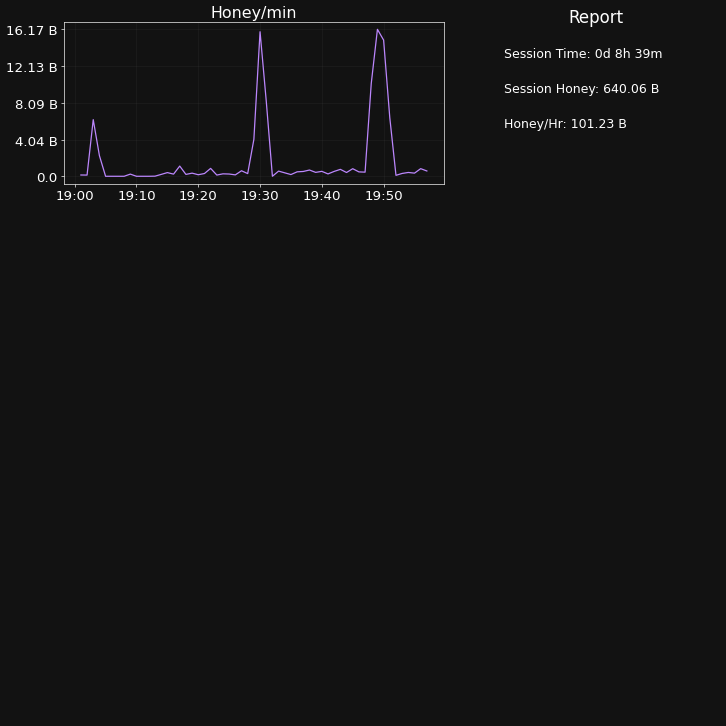 Honey/min
16.17 B
12.13 B
8.09 B
4.04 B
0.0
19:00 19:10 19:20 19:30 19:40 19:50
Report
Session Time: 0d 8h 39m
Session Honey: 640.06 B
Honey/Hr: 101.23 B